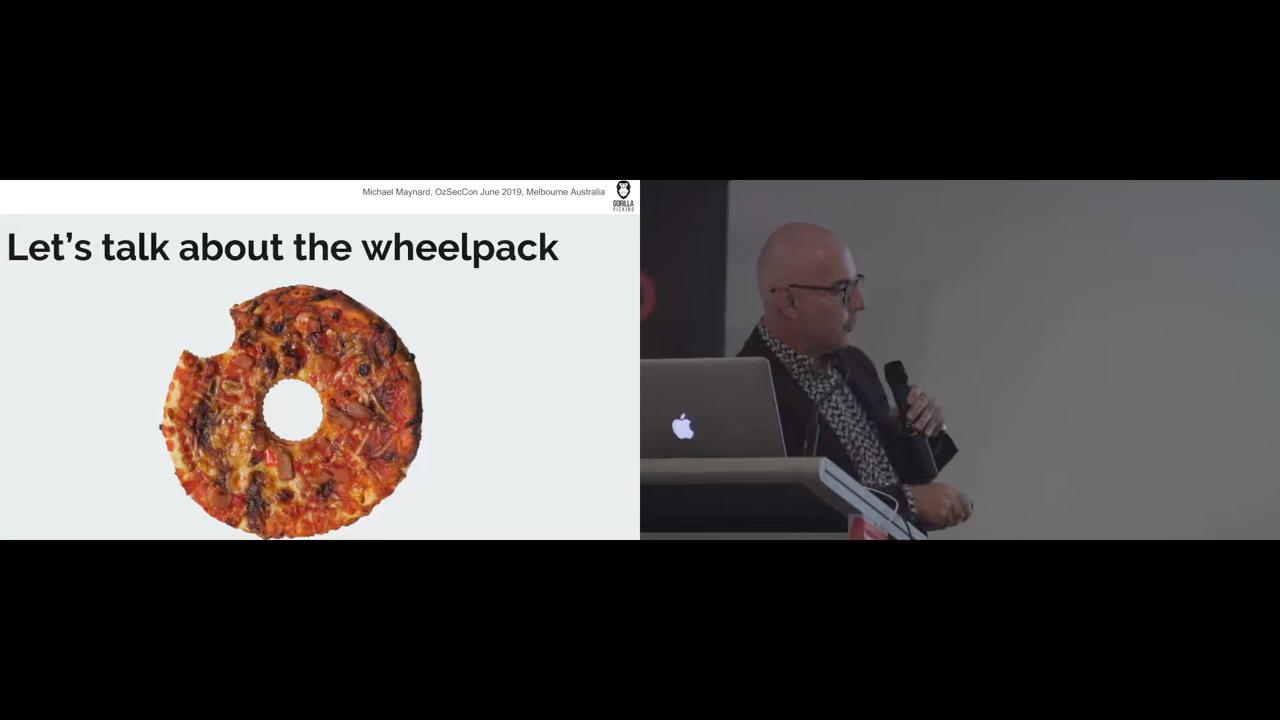 Michael Maynard, OzSecCon June 2019, Melbourne Australia
GORILLA
PICKING
Let's talk about the wheelpack